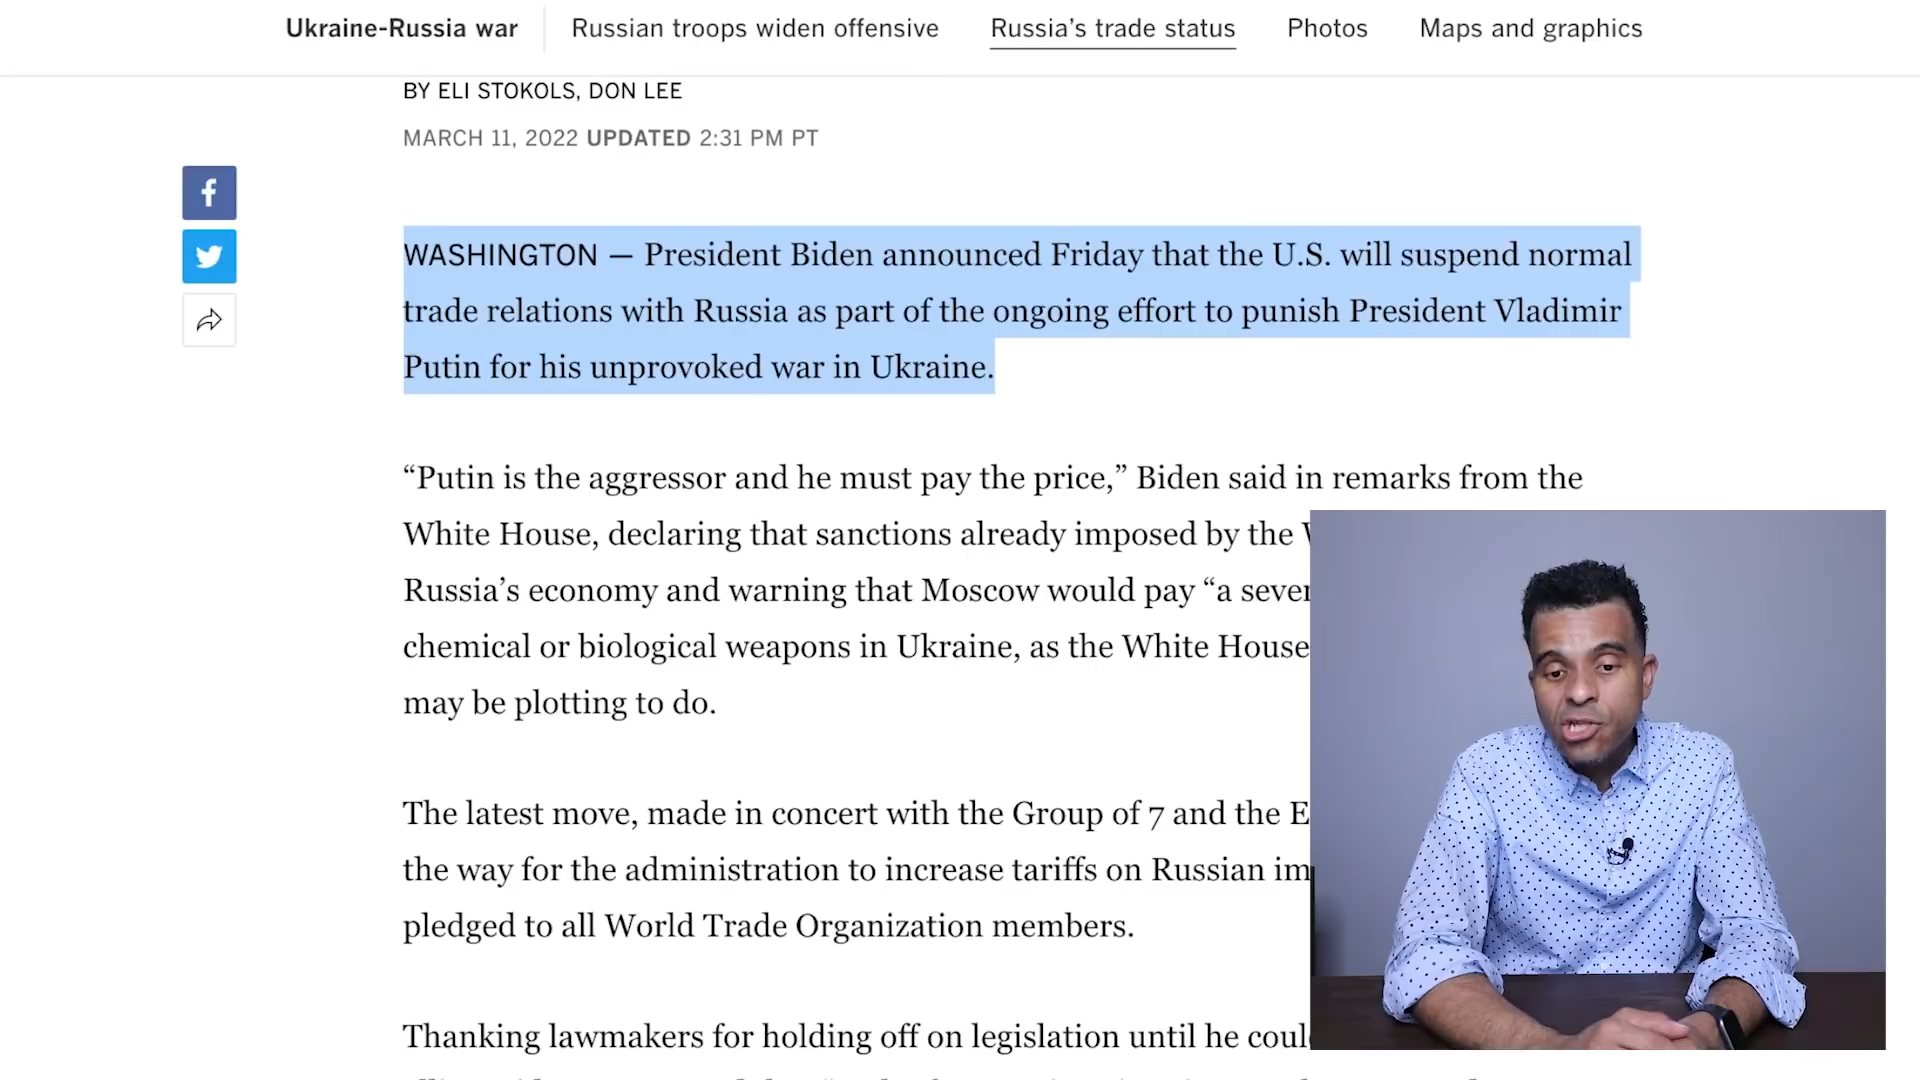 Ukraine-Russia war Russian troops widen offensive Russia’s trade status Photos Maps and graphics
BY ELI STOKOLS, DON LEE
MARCH 11, 2022 UPDATED 2:31 PM PT
WASHINGTON — President Biden announced Friday that the U.S. will suspend normal
trade relations with Russia as part of the ongoing effort to punish President Vladimir
Putin for his unprovoked war in Ukraine.
“Putin is the aggressor and he must pay the price,” Biden said in remarks from the
White House, declaring that sanctions already imposed by the
Russia’s economy and warning that Moscow would pay “a
chemical or biological weapons in Ukraine, as the White House
may be plotting to do.
The latest move, made in concert with the Group of 7 and the
the way for the administration to increase tariffs on Russian
pledged to all World Trade Organization members.
Thanking lawmakers for holding off on legislation until he